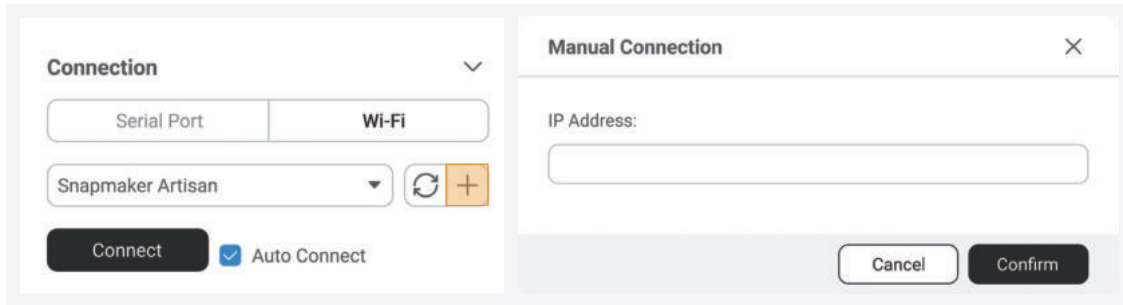 Connection
Serial Port
Wi-Fi
Snapmaker Artisan
Connect
Auto Connect
Manual Connection
IP Address:
Cancel
Confirm